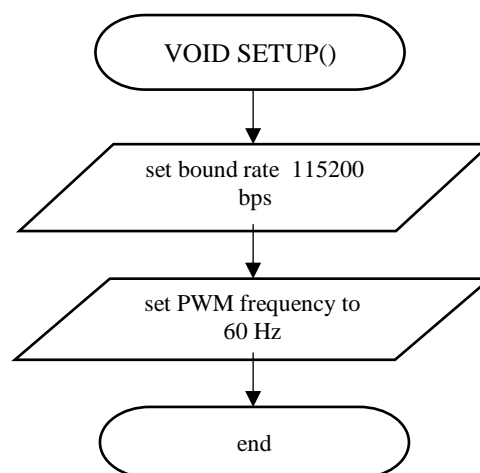 VOID SETUP()
set bound rate  115200
bps
set PWM frequency to
60 Hz
end